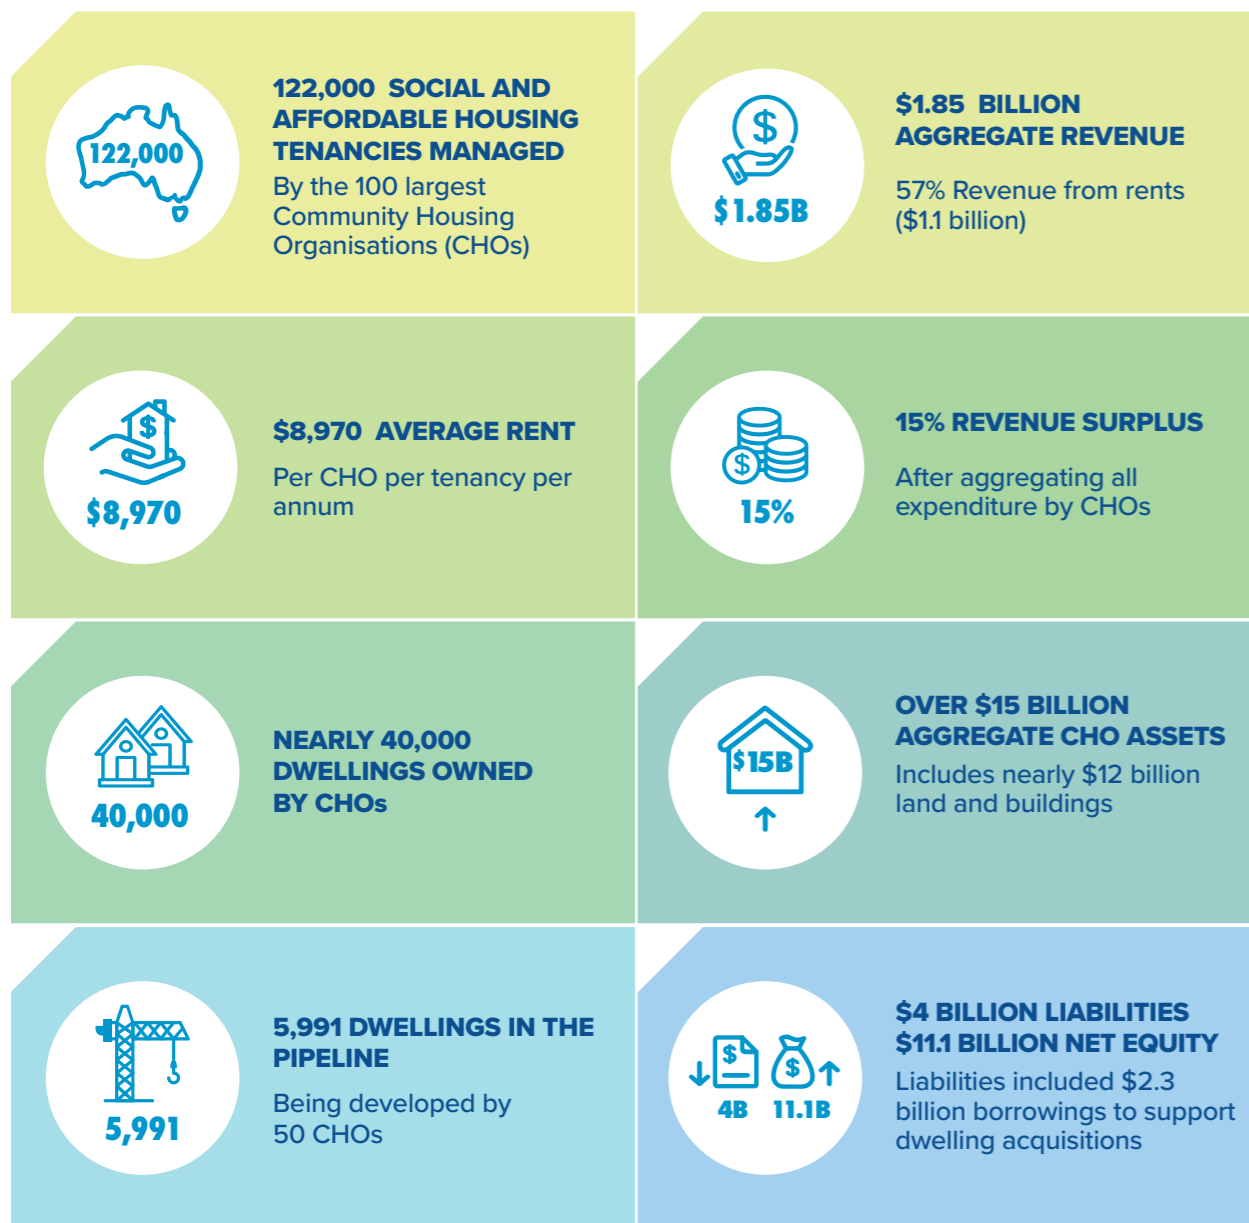 122,000
122,000 SOCIAL AND
AFFORDABLE HOUSING
TENANCIES MANAGED
By the 100 largest
Community Housing
Organisations (CHOs)
$
$1.85B
$1.85 BILLION
AGGREGATE REVENUE
57% Revenue from rents
($1.1 billion)
$
$8,970
$8,970 AVERAGE RENT
Per CHO per tenancy per
annum
$
15%
15% REVENUE SURPLUS
After aggregating all
expenditure by CHOs
40,000
NEARLY 40,000
DWELLINGS OWNED
BY CHOs
$15B
OVER $15 BILLION
AGGREGATE CHO ASSETS
Includes nearly $12 billion
land and buildings
5,991
5,991 DWELLINGS IN THE
PIPELINE
Being developed by
50 CHOs
$ $
4B 11.1B
$4 BILLION LIABILITIES
$11.1 BILLION NET EQUITY
Liabilities included $2.3
billion borrowings to support
dwelling acquisitions